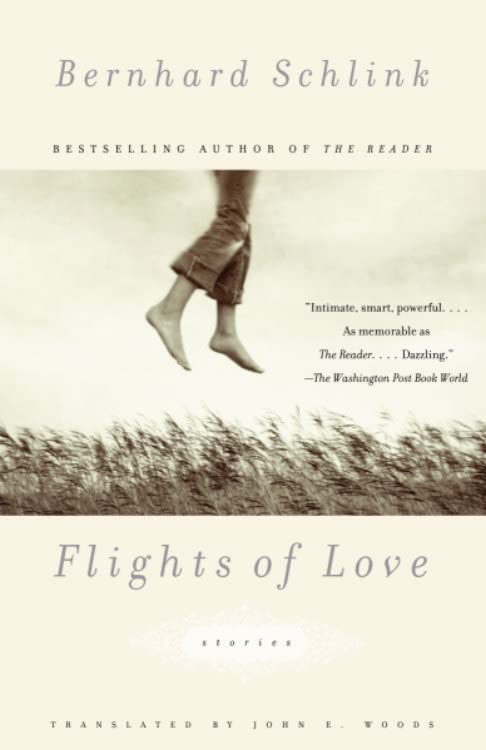 Bernhard Schlink
BESTSELLING AUTHOR OF THE READER
"Intimate, smart, powerful. . . .
As memorable as
The Reader. . . . Dazzling."
—The Washington Post Book World
Flights of Love
stories
TRANSLATED BY JOHN E. WOODS